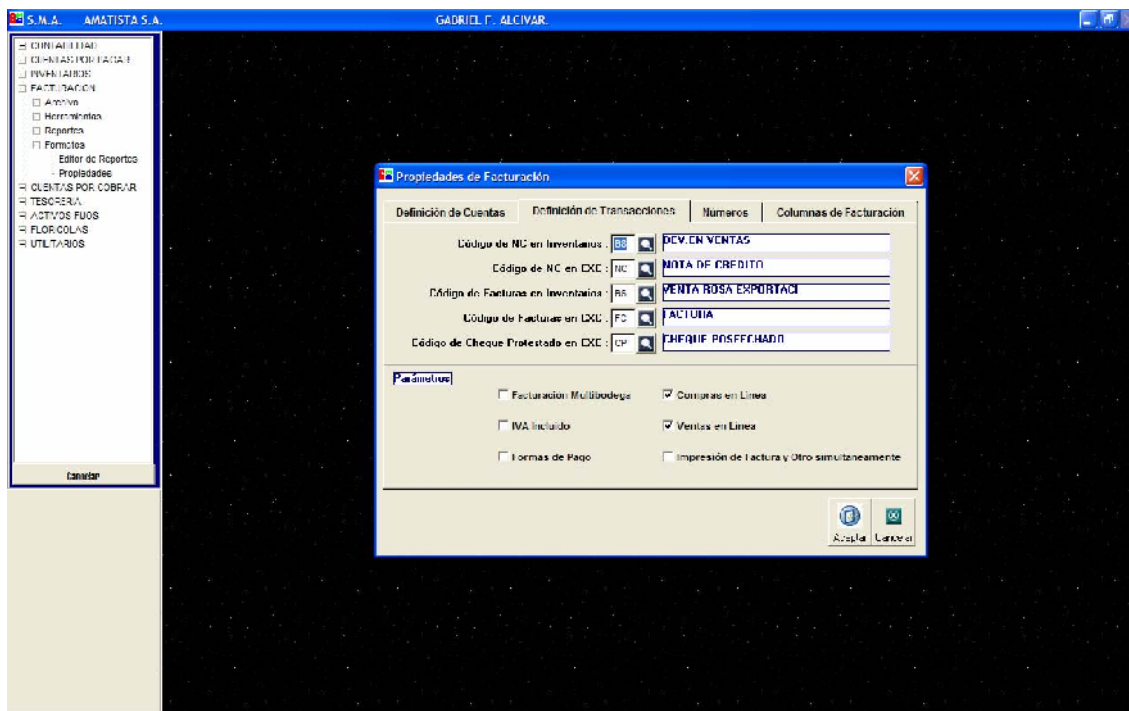 S.M.A. AMATISTA S.A. GABRIEL F. ALCIVAR.
CONTABILIDAD
CUENTAS POR PAGAR
INVENTARIOS
FACTURACION
Archivo
Herramientas
Reportes
Formatos
Editor de Reportes
Propiedades
CUENTAS POR COBRAR
TESORERIA
ACTIVOS FIJOS
FLORICOLAS
UTILITARIOS
Cancelar
Propiedades de Facturación
Definición de Cuentas Definición de Transacciones Números Columnas de Facturación
Código de NC en Inventarios : B8 DEV.EN VENTAS
Código de NC en CXC : NC NOTA DE CREDITO
Código de Facturas en Inventarios : B5 VENTA ROSA EXPORTACI
Código de Facturas en CXC : FC FACTURA
Código de Cheque Protestado en CXC : CP CHEQUE POSFECHADO
Parámetros
Facturación Multibodega Compras en Linea
IVA Incluido Ventas en Linea
Formas de Pago Impresión de Factura y Otro simultaneamente
Aceptar Cancelar